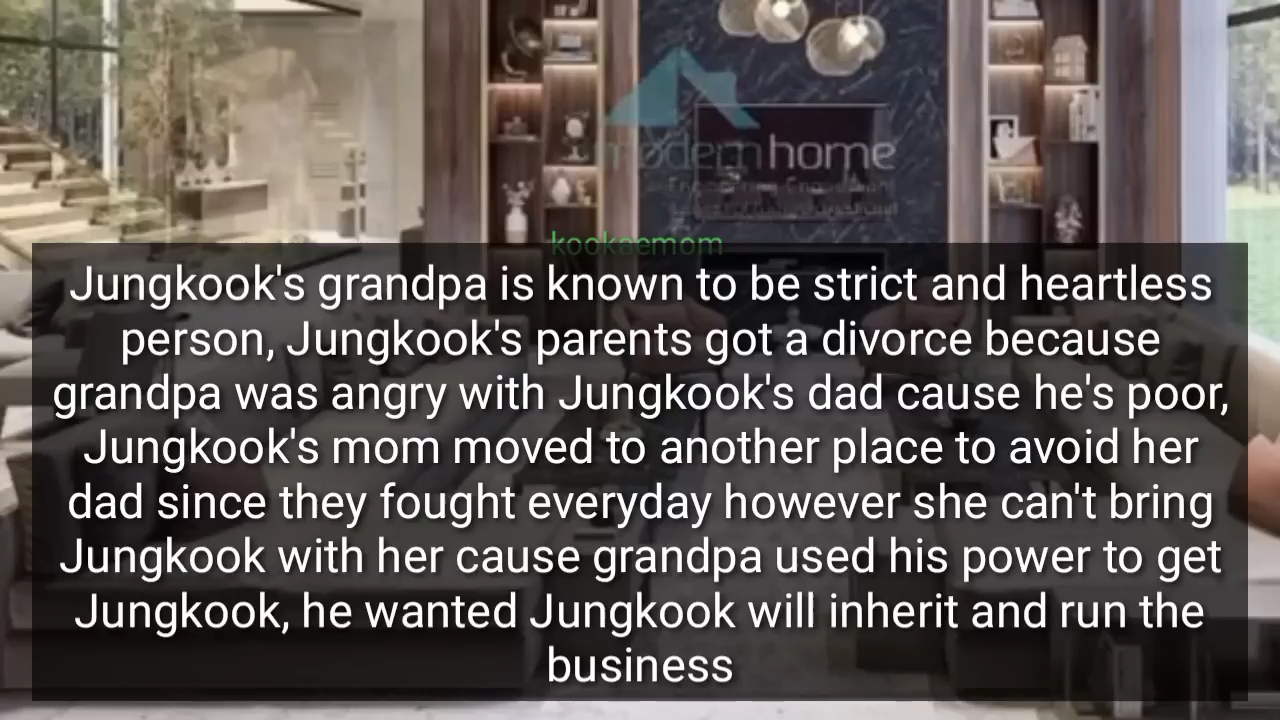 modern home
kookaemom
Jungkook's grandpa is known to be strict and heartless
person, Jungkook's parents got a divorce because
grandpa was angry with Jungkook's dad cause he's poor,
Jungkook's mom moved to another place to avoid her
dad since they fought everyday however she can't bring
Jungkook with her cause grandpa used his power to get
Jungkook, he wanted Jungkook will inherit and run the
business